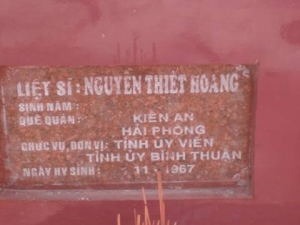 LIỆT SĨ : NGUYỄN THIẾT HOÀNG
SINH NĂM :
QUÊ QUÁN : KIẾN AN
HẢI PHÒNG
CHỨC VỤ, ĐƠN VỊ : TỈNH ỦY VIÊN
TỈNH ỦY BÌNH THUẬN
NGÀY HY SINH : 11 - 1967